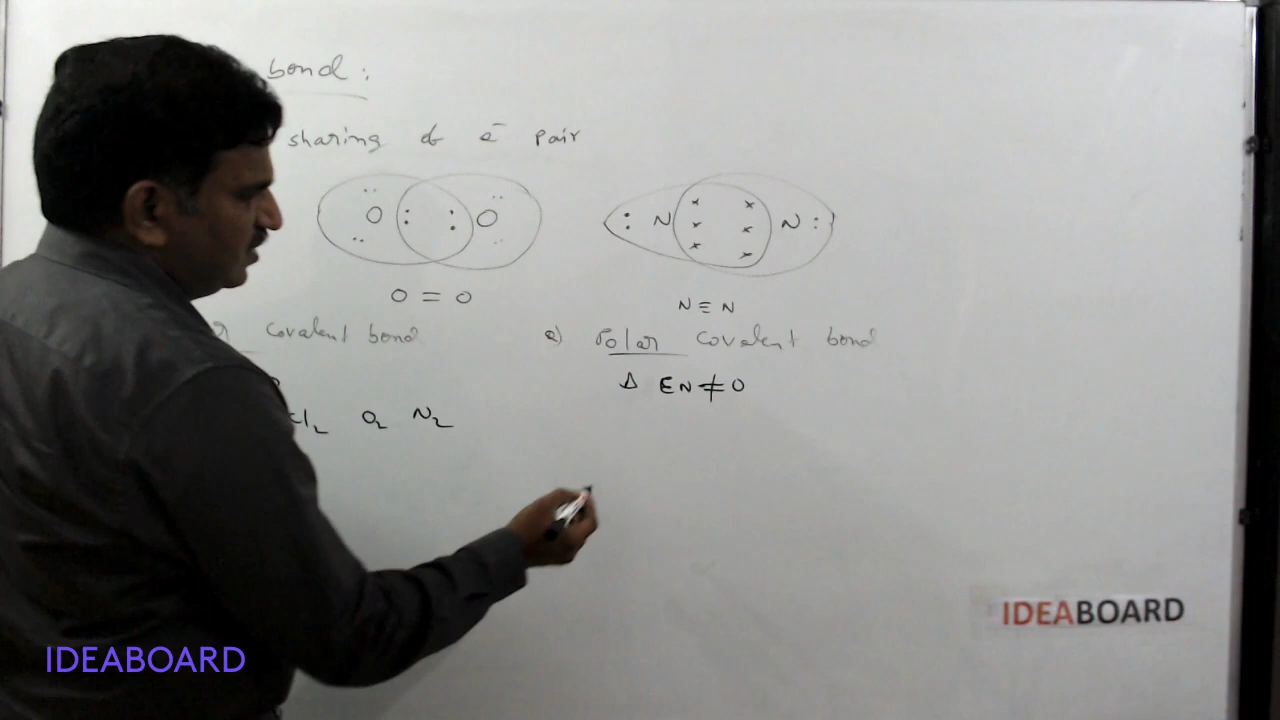 bond :
sharing of e⁻ pair
O : : O
: N N :
O = O
N ≡ N
covalent bond
2) Polar covalent bond
Δ EN ≠ 0
Cl₂ O₂ N₂
IDEABOARD
IDEABOARD